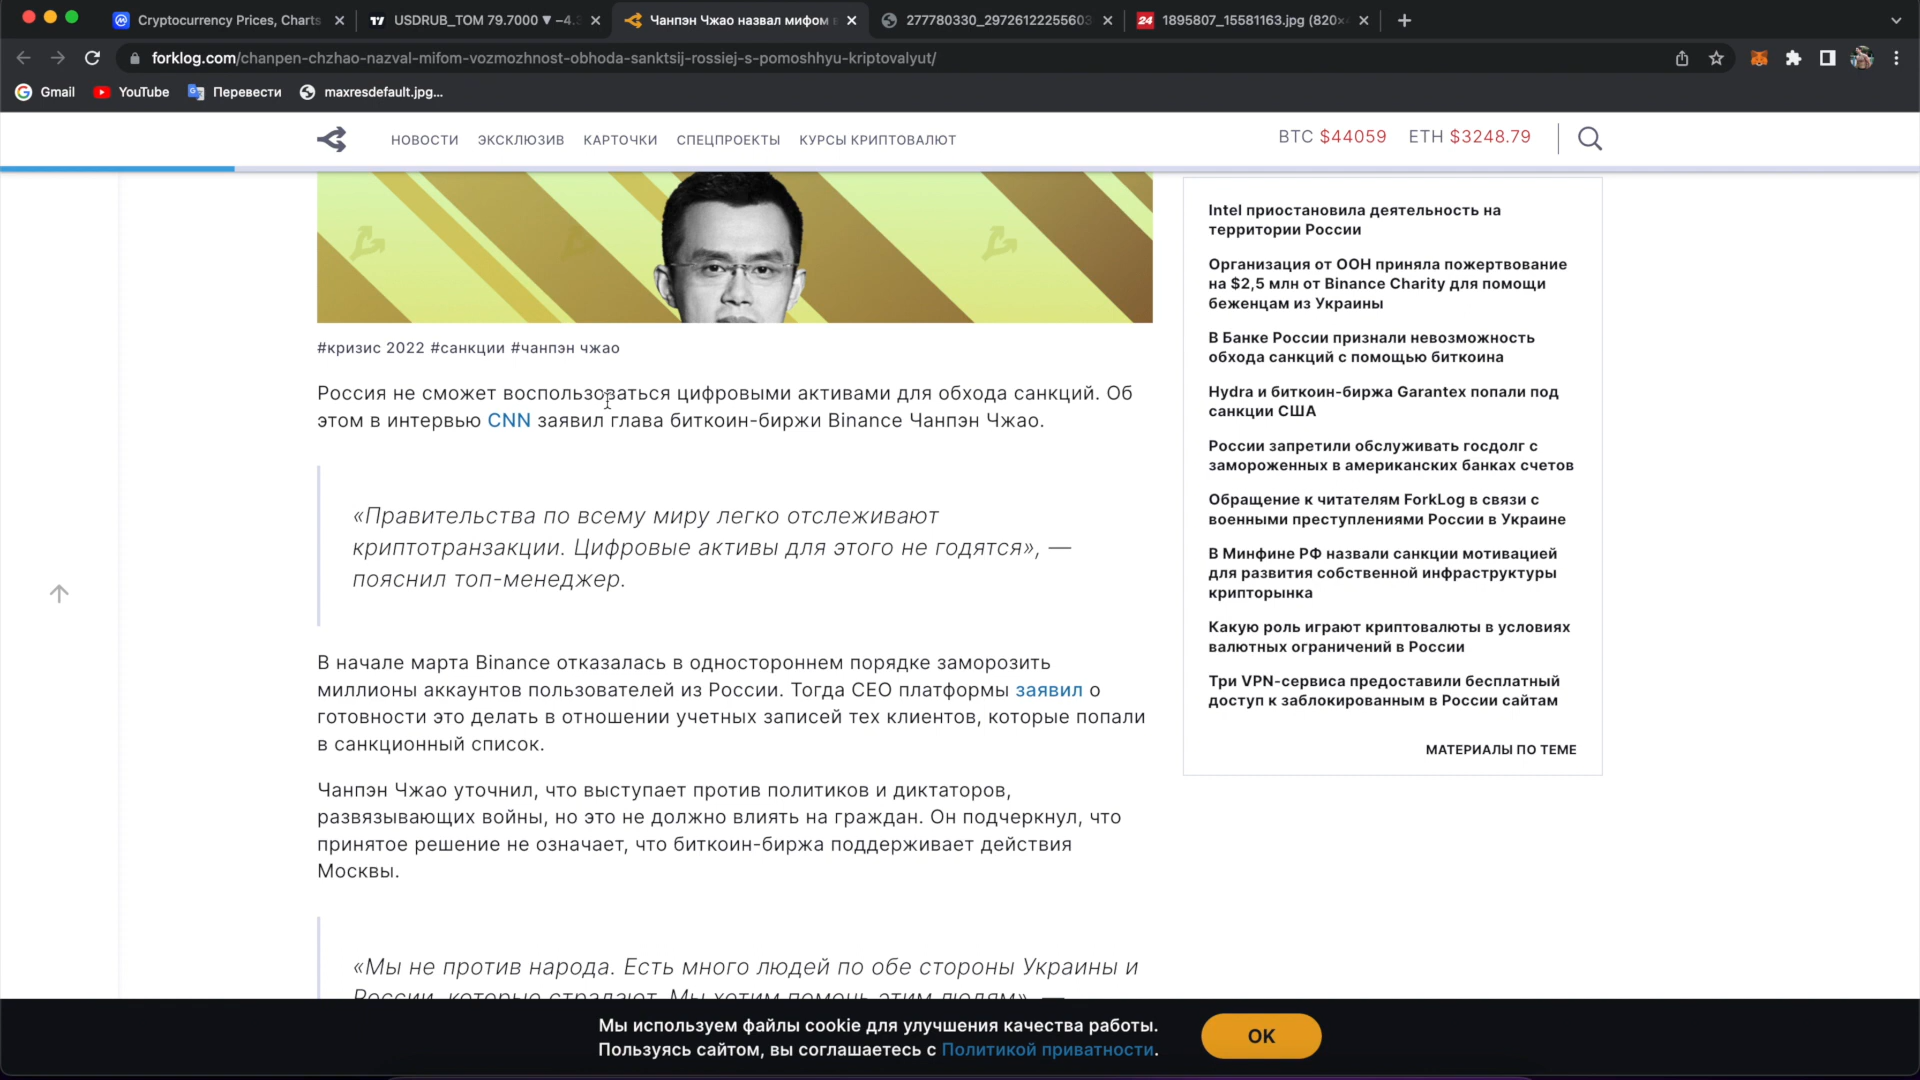 Cryptocurrency Prices, Charts
USDRUB_TOM 79.7000 ▼ −4.
Чанпэн Чжао назвал мифом
277780330_29726122255603
1895807_15581163.jpg (820×
forklog.com/chanpen-chzhao-nazval-mifom-vozmozhnost-obhoda-sanktsij-rossiej-s-pomoshhyu-kriptovalyut/
Gmail
YouTube
Перевести
maxresdefault.jpg...
НОВОСТИ ЭКСКЛЮЗИВ КАРТОЧКИ СПЕЦПРОЕКТЫ КУРСЫ КРИПТОВАЛЮТ
BTC $44059 ETH $3248.79
#кризис 2022 #санкции #чанпэн чжао
Россия не сможет воспользоваться цифровыми активами для обхода санкций. Об
этом в интервью CNN заявил глава биткоин-биржи Binance Чанпэн Чжао.
«Правительства по всему миру легко отслеживают
криптотранзакции. Цифровые активы для этого не годятся», —
пояснил топ-менеджер.
В начале марта Binance отказалась в одностороннем порядке заморозить
миллионы аккаунтов пользователей из России. Тогда CEO платформы заявил о
готовности это делать в отношении учетных записей тех клиентов, которые попали
в санкционный список.
Чанпэн Чжао уточнил, что выступает против политиков и диктаторов,
развязывающих войны, но это не должно влиять на граждан. Он подчеркнул, что
принятое решение не означает, что биткоин-биржа поддерживает действия
Москвы.
«Мы не против народа. Есть много людей по обе стороны Украины и
России, которые страдают. Мы хотим помочь этим людям», —
Intel приостановила деятельность на
территории России
Организация от ООН приняла пожертвование
на $2,5 млн от Binance Charity для помощи
беженцам из Украины
В Банке России признали невозможность
обхода санкций с помощью биткоина
Hydra и биткоин-биржа Garantex попали под
санкции США
России запретили обслуживать госдолг с
замороженных в американских банках счетов
Обращение к читателям ForkLog в связи с
военными преступлениями России в Украине
В Минфине РФ назвали санкции мотивацией
для развития собственной инфраструктуры
крипторынка
Какую роль играют криптовалюты в условиях
валютных ограничений в России
Три VPN-сервиса предоставили бесплатный
доступ к заблокированным в России сайтам
МАТЕРИАЛЫ ПО ТЕМЕ
Мы используем файлы cookie для улучшения качества работы.
Пользуясь сайтом, вы соглашаетесь с Политикой приватности.
OK